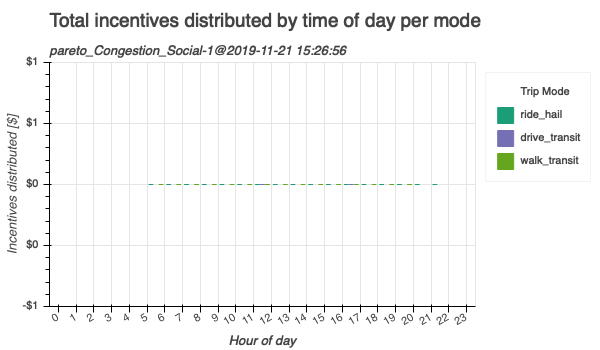 Total incentives distributed by time of day per mode
pareto_Congestion_Social-1@2019-11-21 15:26:56
$1
$1
$0
$0
-$1
Incentives distributed [$]
0 1 2 3 4 5 6 7 8 9 10 11 12 13 14 15 16 17 18 19 20 21 22 23
Hour of day
Trip Mode
ride_hail
drive_transit
walk_transit